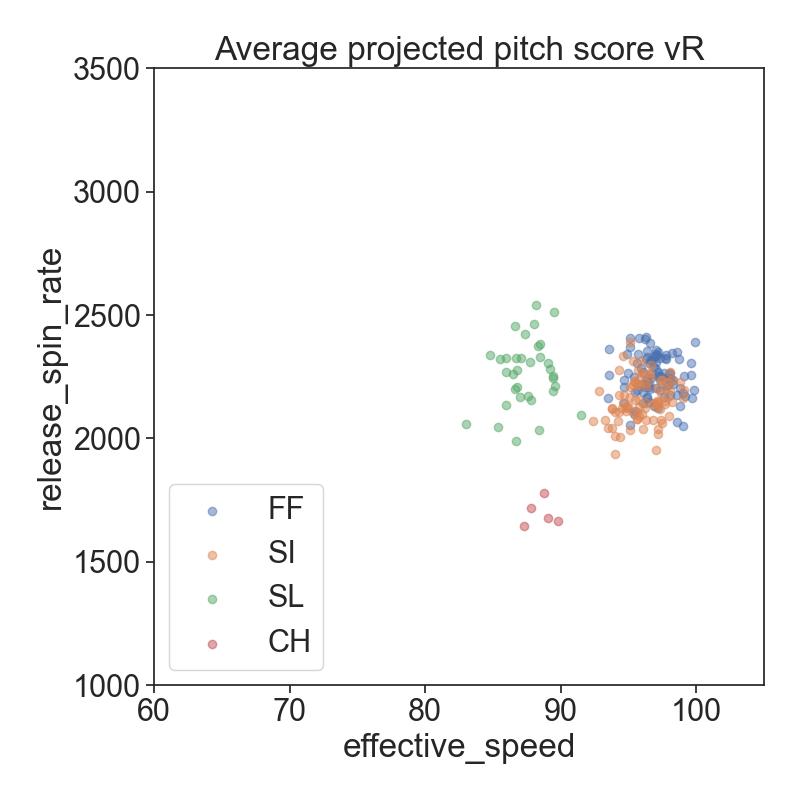 Average projected pitch score vR
3500
3000
2500
2000
1500
1000
release_spin_rate
FF
SI
SL
CH
60
70
80
90
100
effective_speed